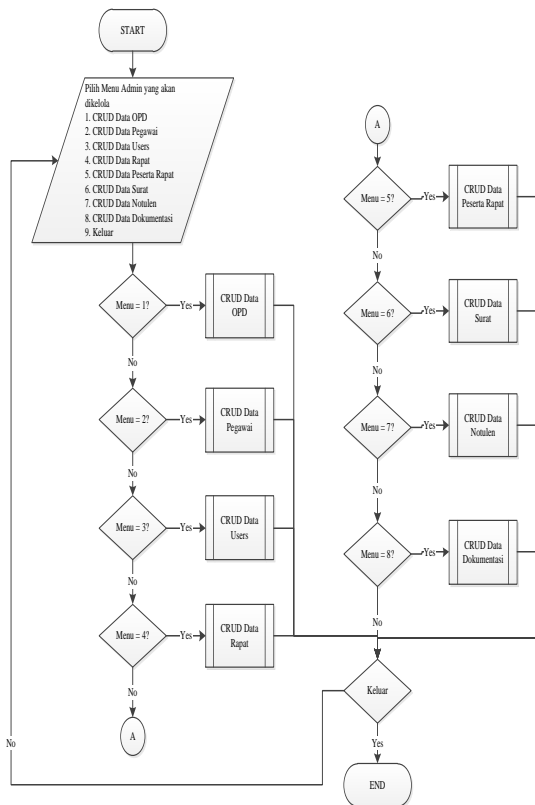 START
Pilih Menu Admin yang akan
dikelola
1. CRUD Data OPD
2. CRUD Data Pegawai
3. CRUD Data Users
4. CRUD Data Rapat
5. CRUD Data Peserta Rapat
6. CRUD Data Surat
7. CRUD Data Notulen
8. CRUD Data Dokumentasi
9. Keluar
Menu = 1?
Yes
CRUD Data
OPD
No
Menu = 2?
Yes
CRUD Data
Pegawai
No
Menu = 3?
Yes
CRUD Data
Users
No
Menu = 4?
Yes
CRUD Data
Rapat
No
A
A
Menu = 5?
Yes
CRUD Data
Peserta Rapat
No
Menu = 6?
Yes
CRUD Data
Surat
No
Menu = 7?
Yes
CRUD Data
Notulen
No
Menu = 8?
Yes
CRUD Data
Dokumentasi
No
Keluar
No
Yes
END